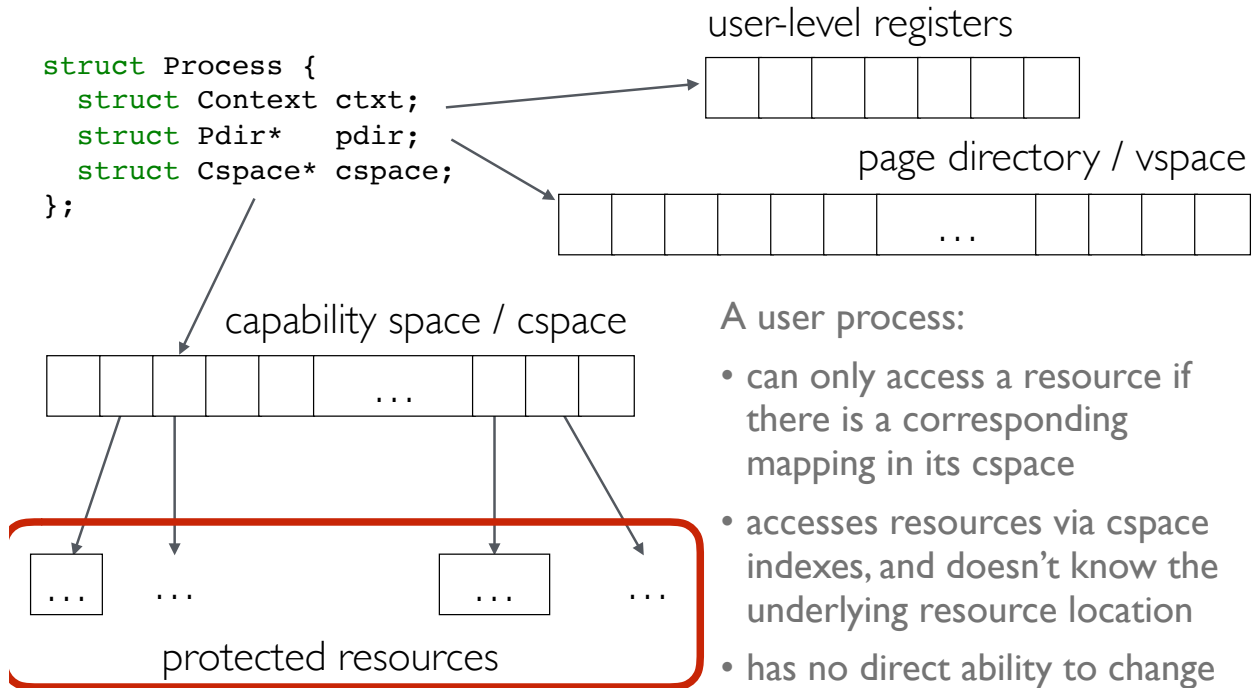 user-level registers
struct Process {
struct Context ctxt;
struct Pdir* pdir;
struct Cspace* cspace;
};
page directory / vspace
...
capability space / cspace
...
... ... ... ...
protected resources
A user process:
• can only access a resource if
there is a corresponding
mapping in its cspace
• accesses resources via cspace
indexes, and doesn't know the
underlying resource location
• has no direct ability to change